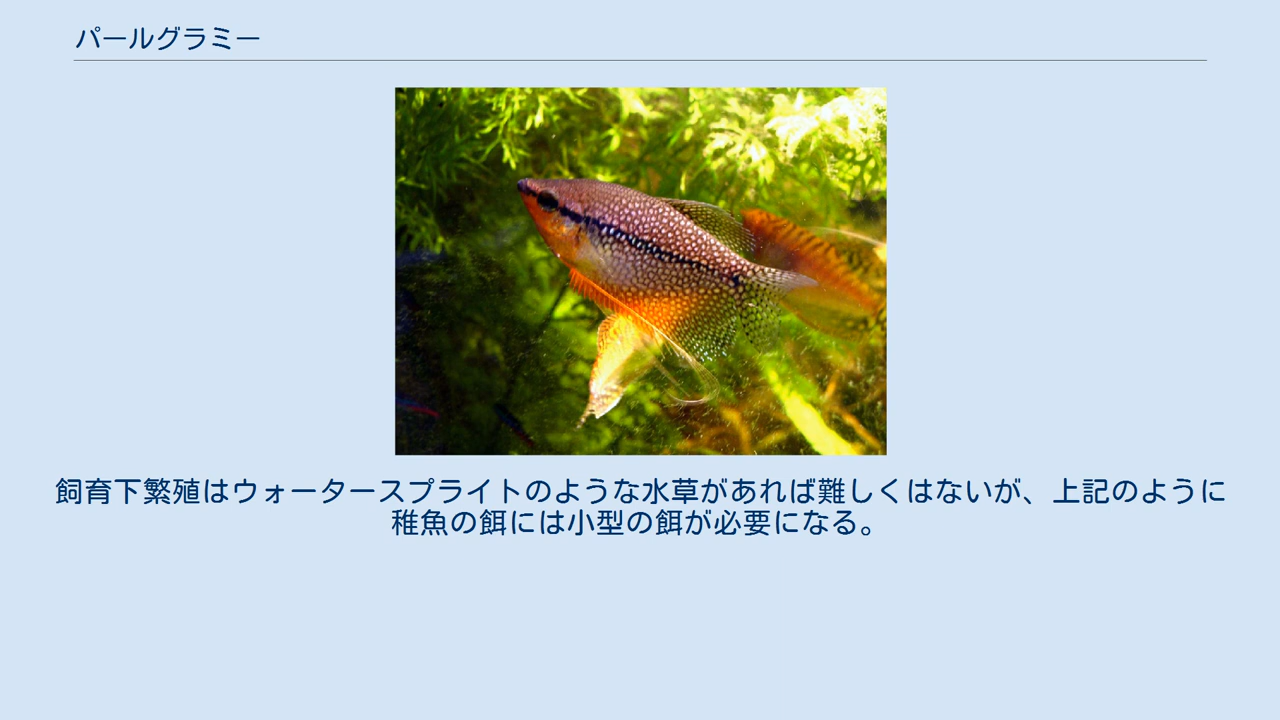 パールグラミー
飼育下繁殖はウォータースプライトのような水草があれば難しくはないが、上記のように
稚魚の餌には小型の餌が必要になる。